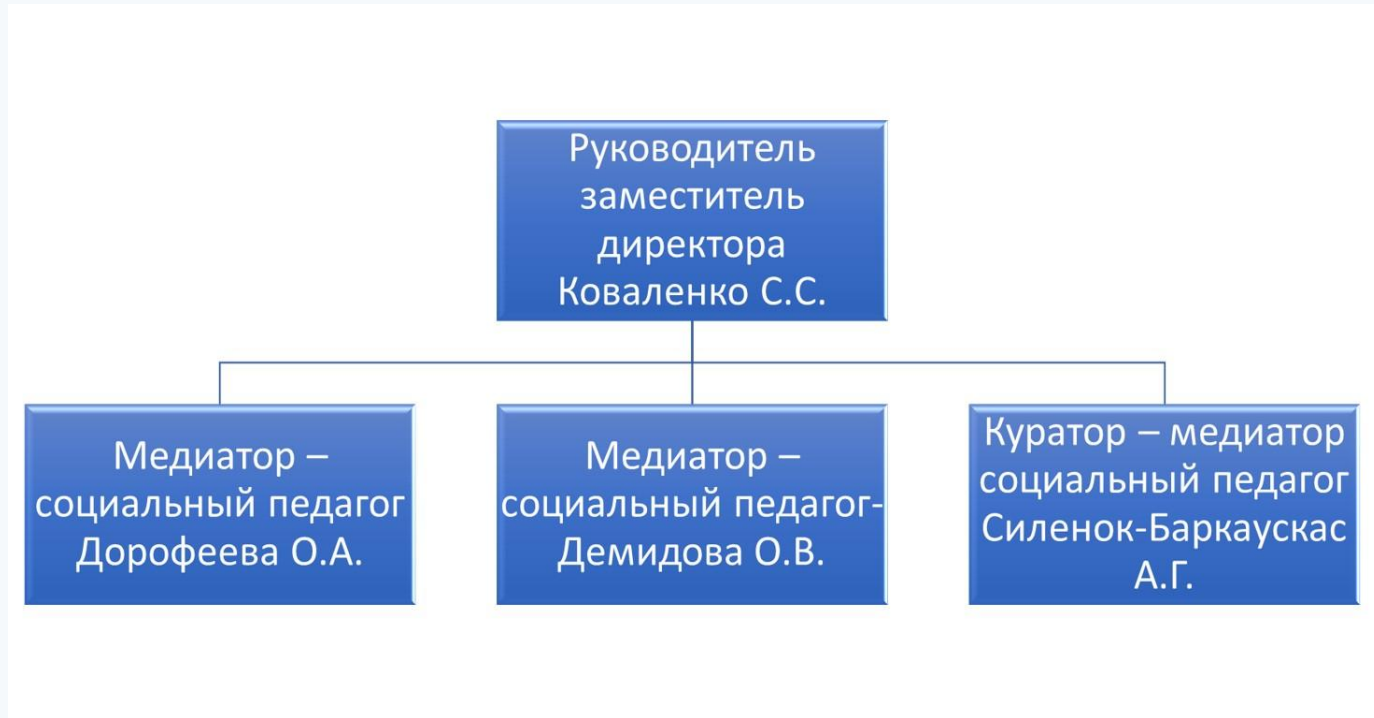 Руководитель
заместитель
директора
Коваленко С.С.
Медиатор –
социальный педагог
Дорофеева О.А.
Медиатор –
социальный педагог-
Демидова О.В.
Куратор – медиатор
социальный педагог
Силенок-Баркаускас
А.Г.